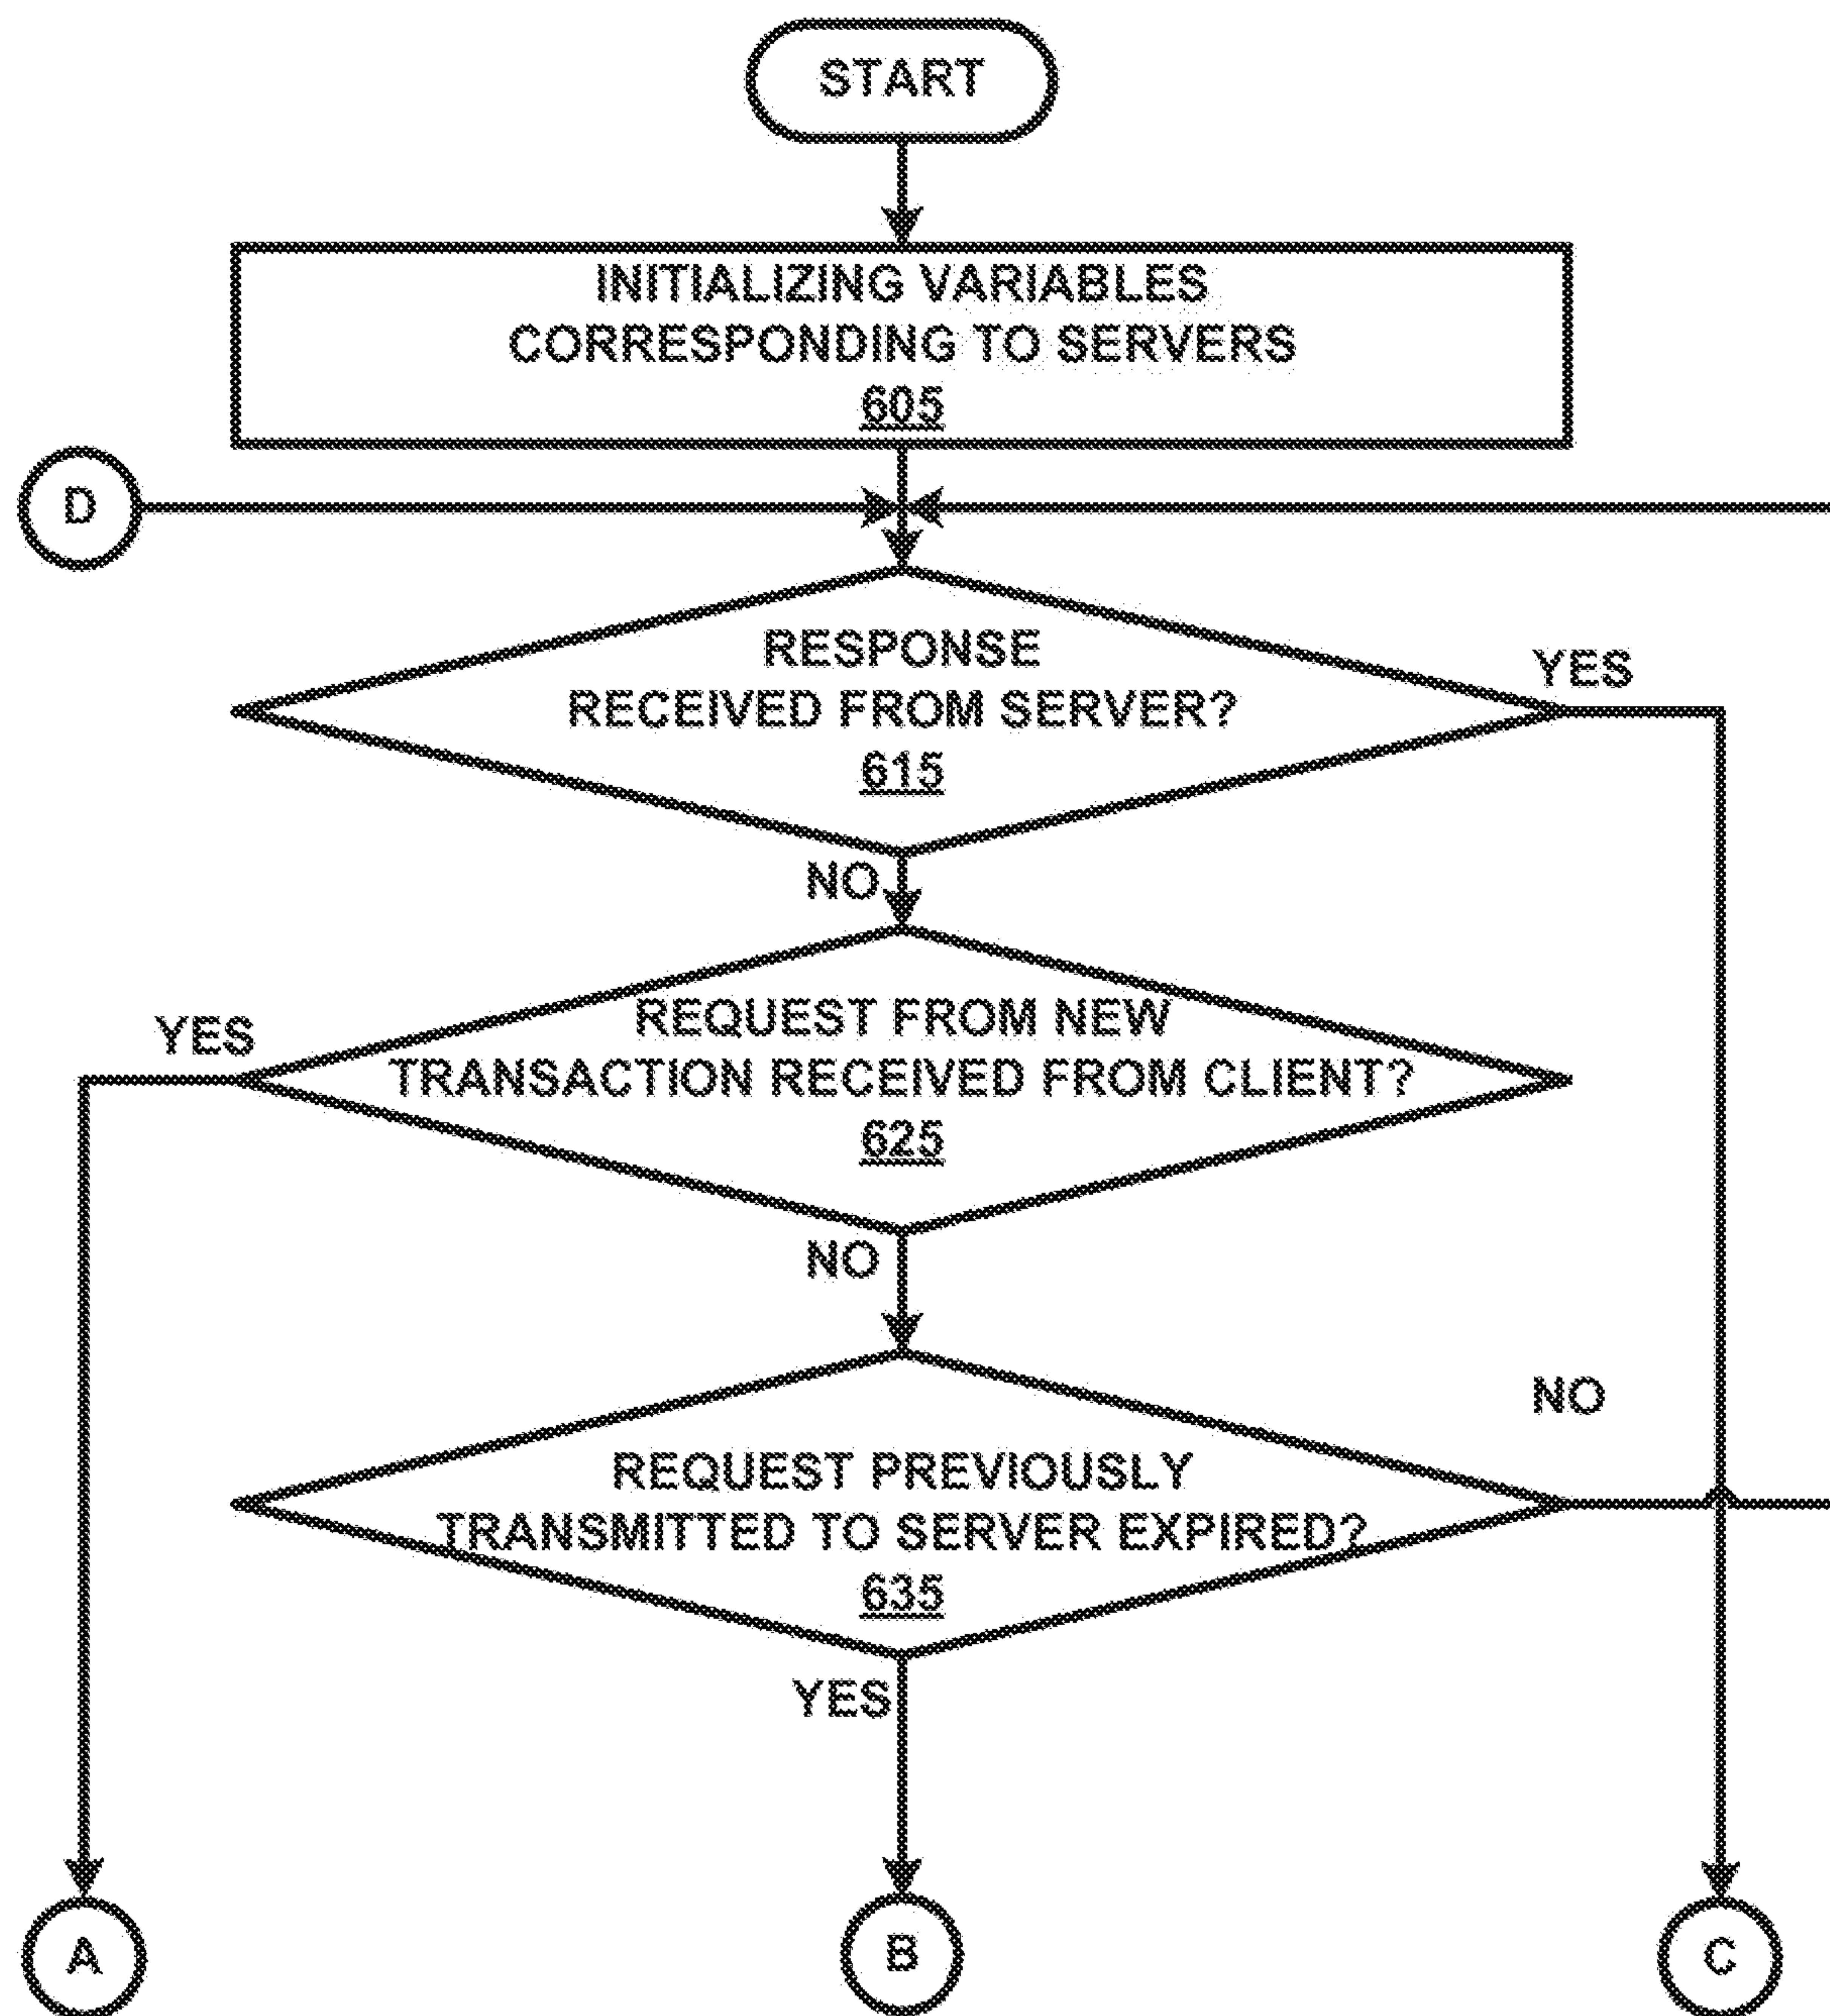 START
INITIALIZING VARIABLES
CORRESPONDING TO SERVERS
605
D
RESPONSE
RECEIVED FROM SERVER?
615
YES
NO
REQUEST FROM NEW
TRANSACTION RECEIVED FROM CLIENT?
625
YES
NO
REQUEST PREVIOUSLY
TRANSMITTED TO SERVER EXPIRED?
635
NO
YES
A
B
C